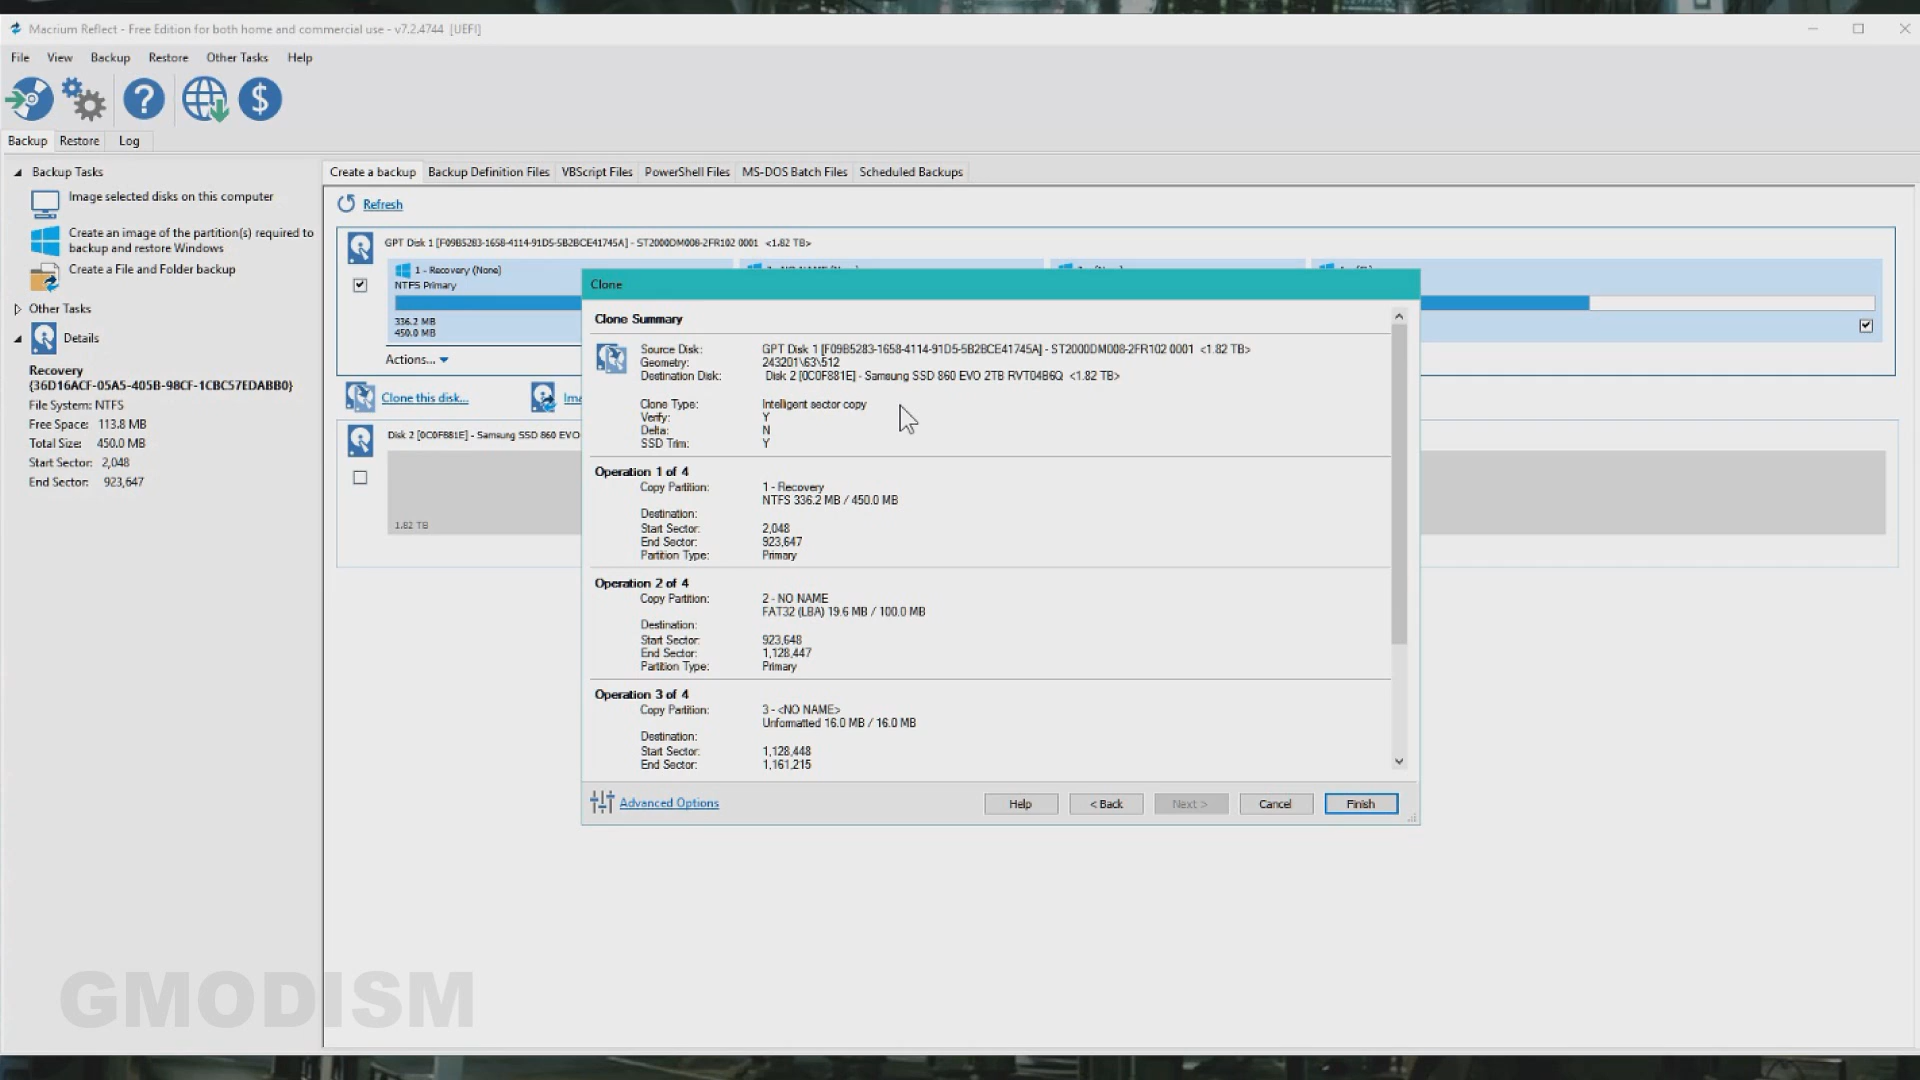 Macrium Reflect - Free Edition for both home and commercial use - v7.2.4744 [UEFI]
File View Backup Restore Other Tasks Help
Backup Restore Log
Backup Tasks
Image selected disks on this computer
Create an image of the partition(s) required to
backup and restore Windows
Create a File and Folder backup
Other Tasks
Details
Recovery
{36D16ACF-05A5-405B-98CF-1CBC57EDABB0}
File System: NTFS
Free Space: 113.8 MB
Total Size: 450.0 MB
Start Sector: 2,048
End Sector: 923,647
Create a backup Backup Definition Files VBScript Files PowerShell Files MS-DOS Batch Files Scheduled Backups
Refresh
GPT Disk 1 [F09B5283-1658-4114-91D5-5B2BCE41745A] - ST2000DM008-2FR102 0001 <1.82 TB>
1 - Recovery (None)
NTFS Primary
336.2 MB
450.0 MB
Actions...
Clone this disk...
Disk 2 [0C0F881E] - Samsung SSD 860 EVO
1.82 TB
Clone
Clone Summary
Source Disk: GPT Disk 1 [F09B5283-1658-4114-91D5-5B2BCE41745A] - ST2000DM008-2FR102 0001 <1.82 TB>
Geometry: 243201\63\512
Destination Disk: Disk 2 [0C0F881E] - Samsung SSD 860 EVO 2TB RVT04B6Q <1.82 TB>
Clone Type: Intelligent sector copy
Verify: Y
Delta: N
SSD Trim: Y
Operation 1 of 4
Copy Partition: 1 - Recovery
NTFS 336.2 MB / 450.0 MB
Destination:
Start Sector: 2,048
End Sector: 923,647
Partition Type: Primary
Operation 2 of 4
Copy Partition: 2 - NO NAME
FAT32 (LBA) 19.6 MB / 100.0 MB
Destination:
Start Sector: 923,648
End Sector: 1,128,447
Partition Type: Primary
Operation 3 of 4
Copy Partition: 3 - <NO NAME>
Unformatted 16.0 MB / 16.0 MB
Destination:
Start Sector: 1,128,448
End Sector: 1,161,215
Advanced Options
Help < Back Next > Cancel Finish
GMODISM